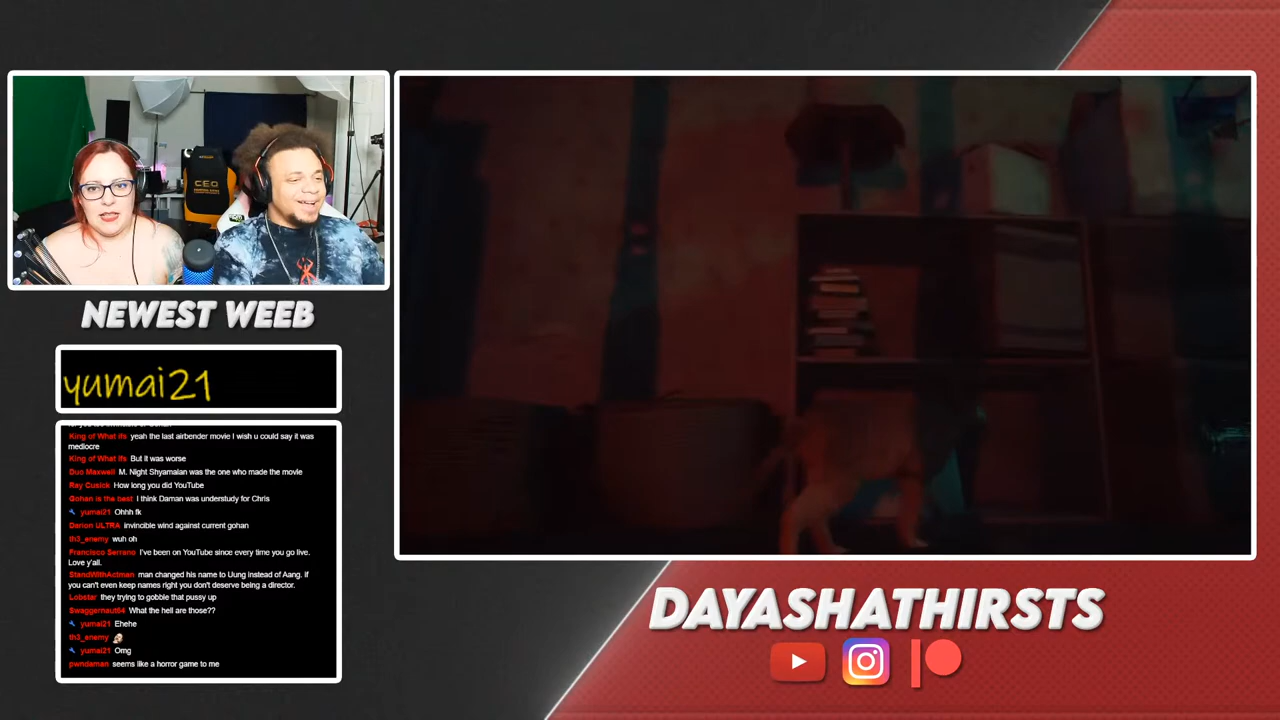 CEO
NEWEST WEEB
yumai21
King of What Ifs yeah the last airbender movie I wish u could say it was
mediocre
King of What Ifs But it was worse
Duo Maxwell M. Night Shyamalan was the one who made the movie
Ray Cusick How long you did YouTube
Gohan is the best I think Daman was understudy for Chris
yumai21 Ohhh fk
Darion ULTRA invincible wind against current gohan
th3_enemy wuh oh
Francisco Serrano I've been on YouTube since every time you go live.
Love y'all.
StandWithActman man changed his name to Uung instead of Aang. if
you can't even keep names right you don't deserve being a director.
Lobstar they trying to gobble that pussy up
Swaggernaut64 What the hell are those??
yumai21 Ehehe
th3_enemy
yumai21 Omg
pwndaman seems like a horror game to me
DAYASHATHIRSTS